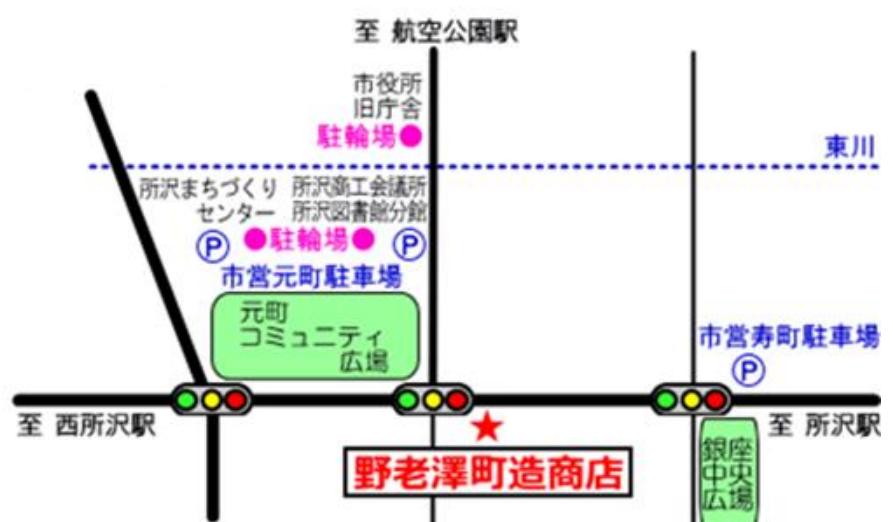 至 航空公園駅
市役所
旧庁舎
駐輪場
東川
所沢まちづくり
センター
所沢商工会議所
所沢図書館分館
P
駐輪場
P
市営元町駐車場
元町
コミュニティ
広場
市営寿町駐車場
P
至 西所沢駅
至 所沢駅
野老澤町造商店
銀座
中央
広場